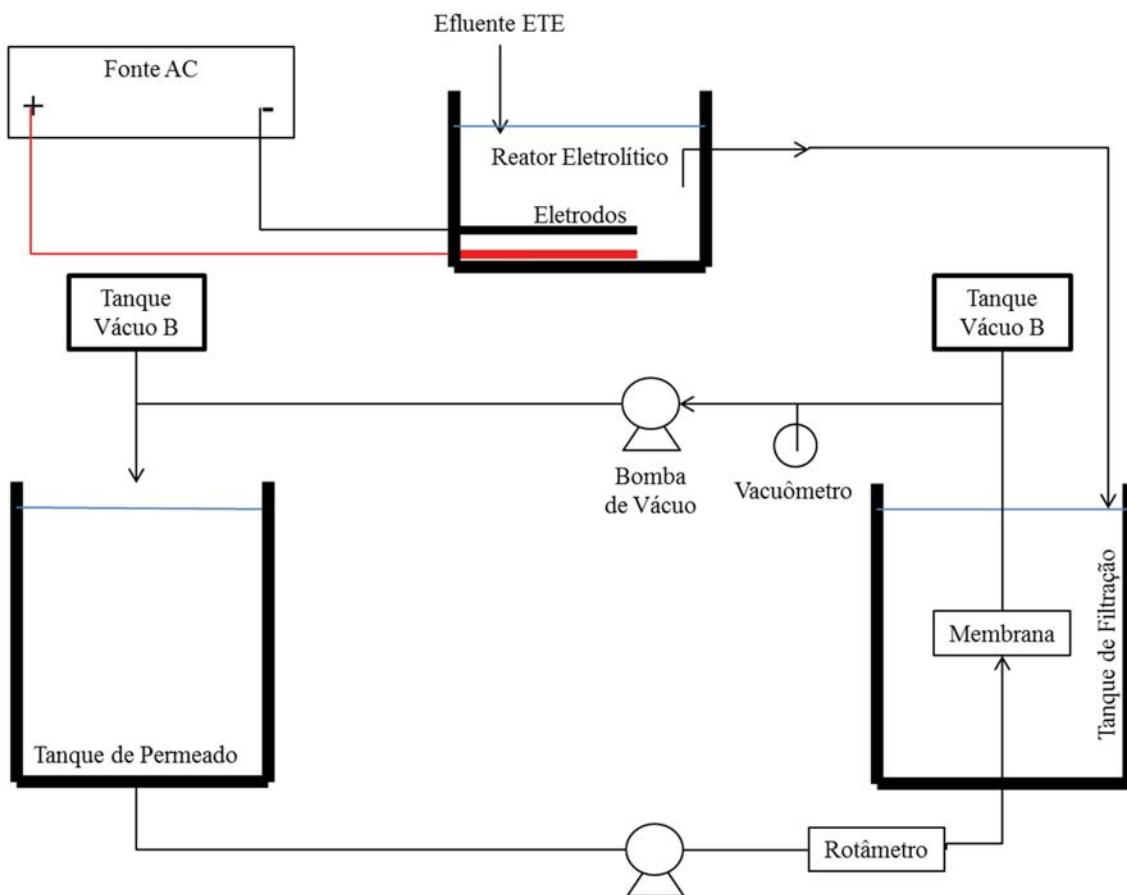 Efluente ETE
Fonte AC
+
-
Reator Eletrolítico
Eletrodos
Tanque
Vácuo B
Tanque
Vácuo B
Bomba
de Vácuo
Vacuômetro
Tanque de Filtração
Membrana
Tanque de Permeado
Rotâmetro